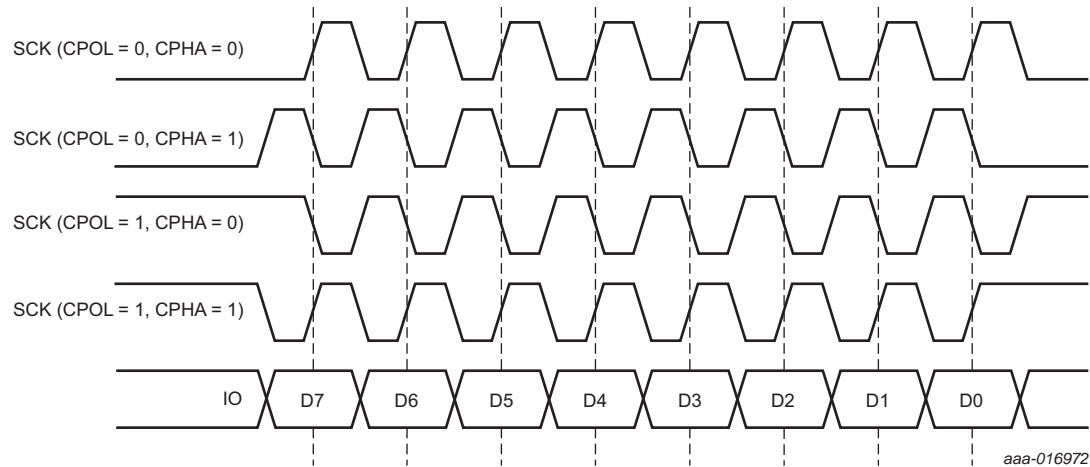 SCK (CPOL = 0, CPHA = 0)
SCK (CPOL = 0, CPHA = 1)
SCK (CPOL = 1, CPHA = 0)
SCK (CPOL = 1, CPHA = 1)
IO D7 D6 D5 D4 D3 D2 D1 D0
aaa-016972